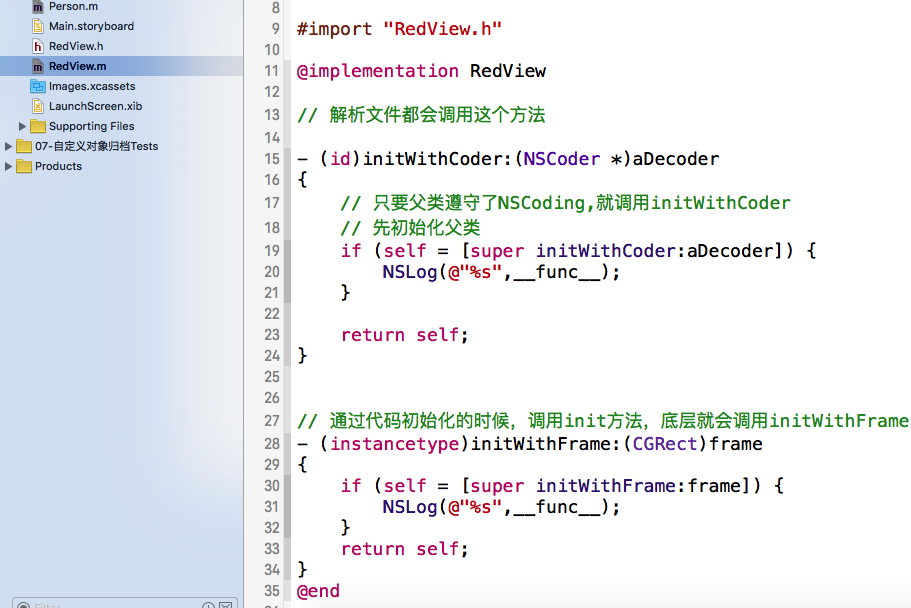 Person.m
Main.storyboard
RedView.h
RedView.m
Images.xcassets
LaunchScreen.xib
Supporting Files
07-自定义对象归档Tests
Products
Filter
8
9 #import "RedView.h"
10
11 @implementation RedView
12
13 // 解析文件都会调用这个方法
14
15 - (id)initWithCoder:(NSCoder *)aDecoder
16 {
17 // 只要父类遵守了NSCoding,就调用initWithCoder
18 // 先初始化父类
19 if (self = [super initWithCoder:aDecoder]) {
20 NSLog(@"%s",__func__);
21 }
22
23 return self;
24 }
25
26
27 // 通过代码初始化的时候，调用init方法，底层就会调用initWithFrame
28 - (instancetype)initWithFrame:(CGRect)frame
29 {
30 if (self = [super initWithFrame:frame]) {
31 NSLog(@"%s",__func__);
32 }
33 return self;
34 }
35 @end